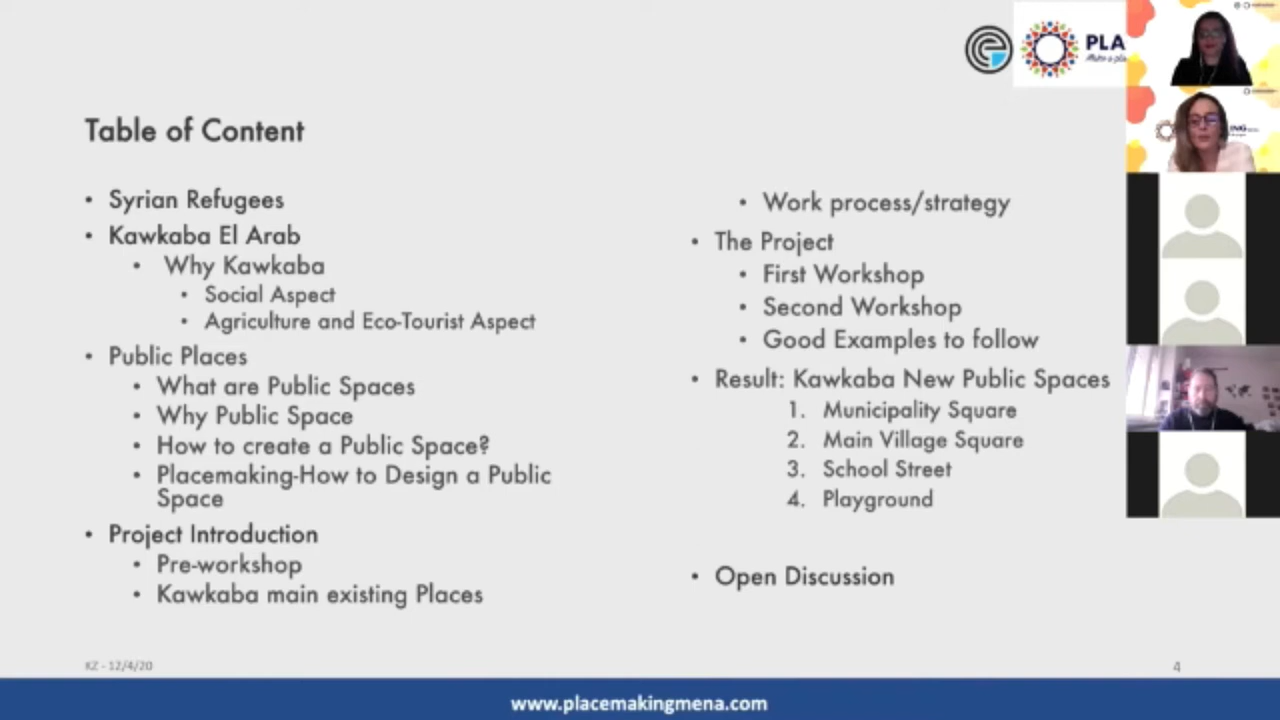 PLA
Table of Content
• Syrian Refugees
• Kawkaba El Arab
• Why Kawkaba
• Social Aspect
• Agriculture and Eco-Tourist Aspect
• Public Places
• What are Public Spaces
• Why Public Space
• How to create a Public Space?
• Placemaking-How to Design a Public
Space
• Project Introduction
• Pre-workshop
• Kawkaba main existing Places
• Work process/strategy
• The Project
• First Workshop
• Second Workshop
• Good Examples to follow
• Result: Kawkaba New Public Spaces
1. Municipality Square
2. Main Village Square
3. School Street
4. Playground
• Open Discussion
KZ - 12/4/20
4
www.placemakingmena.com